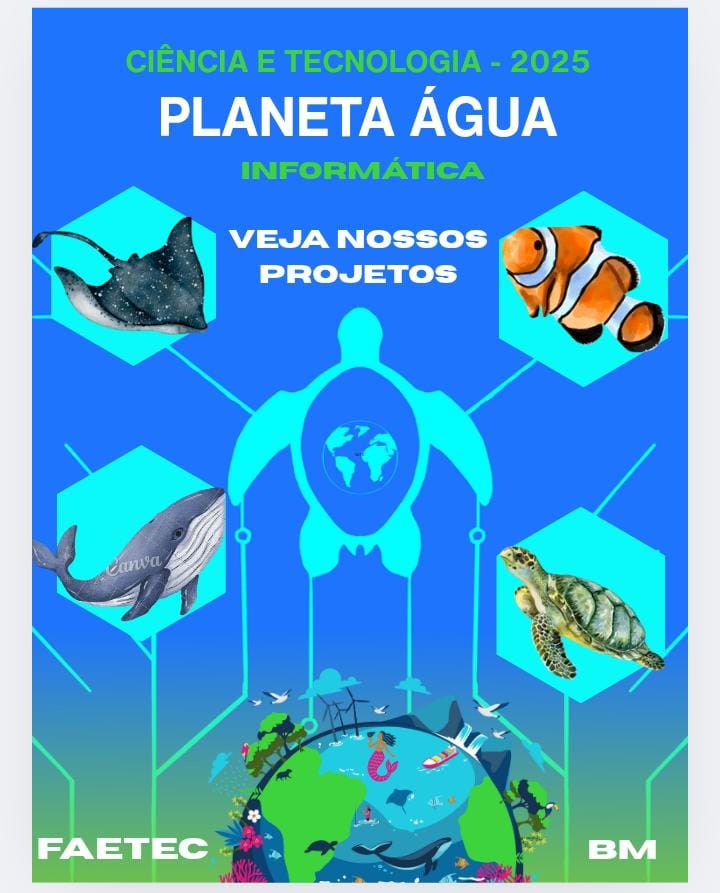 CIÊNCIA E TECNOLOGIA - 2025
PLANETA ÁGUA
INFORMÁTICA
VEJA NOSSOS
PROJETOS
Canva
FAETEC
BM